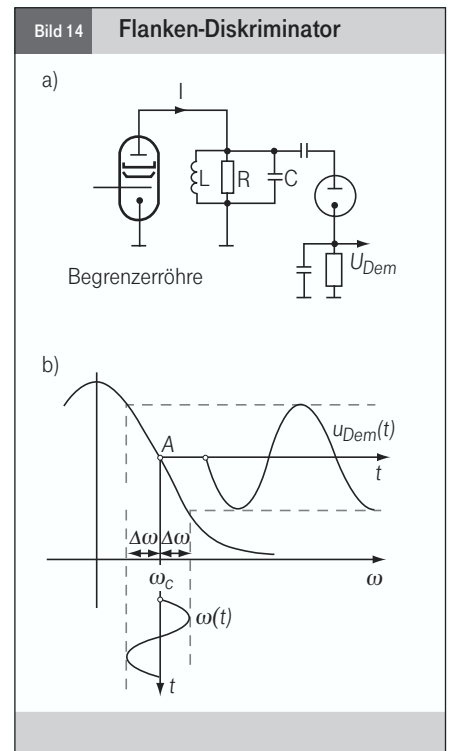 Bild 14 Flanken-Diskriminator
a)
I
L R C
U_Dem
Begrenzerröhre
b)
A
u_Dem(t)
t
Δω Δω
ω_c ω
ω(t)
t